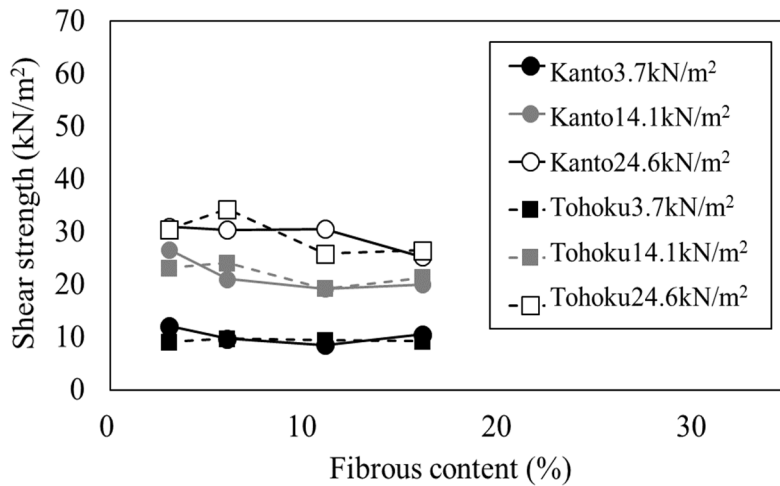 70
60
50
40
30
20
10
0
Shear strength (kN/m²)
Kanto3.7kN/m²
Kanto14.1kN/m²
Kanto24.6kN/m²
Tohoku3.7kN/m²
Tohoku14.1kN/m²
Tohoku24.6kN/m²
0 10 20 30
Fibrous content (%)